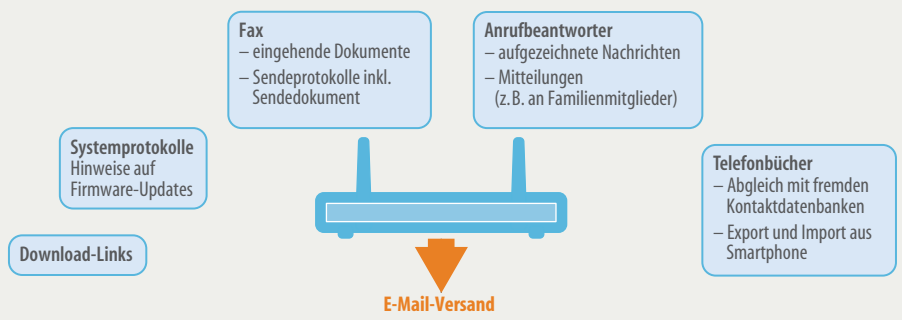 Fax
– eingehende Dokumente
– Sendeprotokolle inkl.
Sendedokument
Anrufbeantworter
– aufgezeichnete Nachrichten
– Mitteilungen
(z. B. an Familienmitglieder)
Systemprotokolle
Hinweise auf
Firmware-Updates
Telefonbücher
– Abgleich mit fremden
Kontaktdatenbanken
– Export und Import aus
Smartphone
Download-Links
E-Mail-Versand